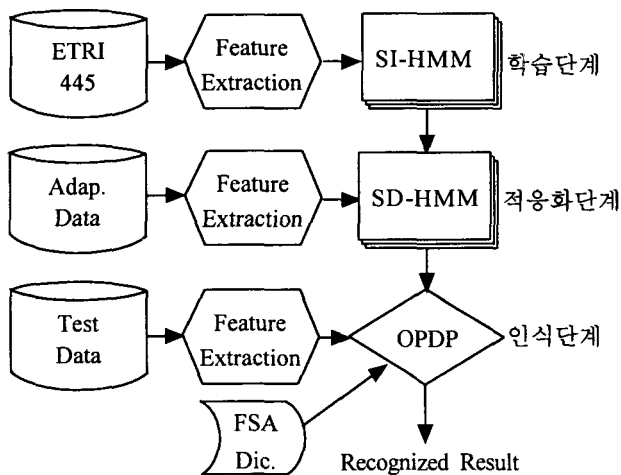 ETRI
445
Feature
Extraction
SI-HMM
학습단계
Adap.
Data
Feature
Extraction
SD-HMM
적응화단계
Test
Data
Feature
Extraction
OPDP
인식단계
FSA
Dic.
Recognized Result